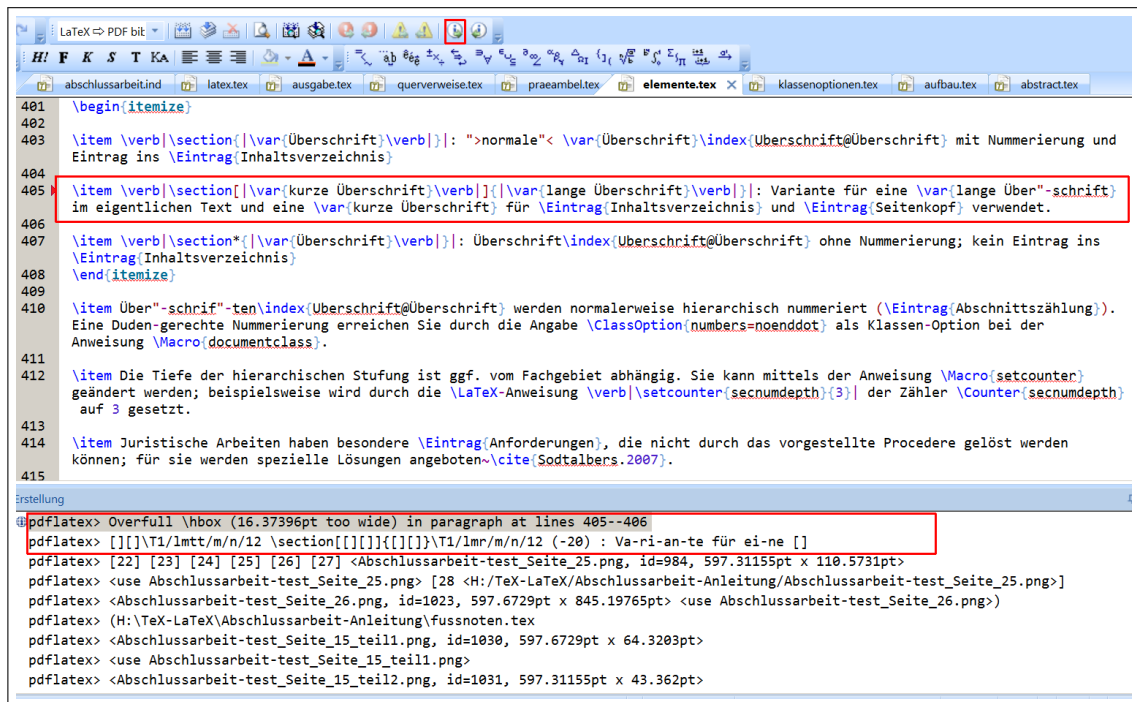 LaTeX ⇨ PDF bit
H! F K S T KA
abschlussarbeit.ind latex.tex ausgabe.tex querverweise.tex praeambel.tex elemente.tex klassenoptionen.tex aufbau.tex abstract.tex
401 \begin{itemize}
402
403 \item \verb|\section{|\var{Überschrift}\verb|}|: ">normale"< \var{Überschrift}\index{Uberschrift@Überschrift} mit Nummerierung und
Eintrag ins \Eintrag{Inhaltsverzeichnis}
404
405 \item \verb|\section[|\var{kurze Überschrift}\verb|]{|\var{lange Überschrift}\verb|}|: Variante für eine \var{lange Über"-schrift}
im eigentlichen Text und eine \var{kurze Überschrift} für \Eintrag{Inhaltsverzeichnis} und \Eintrag{Seitenkopf} verwendet.
406
407 \item \verb|\section*{|\var{Überschrift}\verb|}|: Überschrift\index{Uberschrift@Überschrift} ohne Nummerierung; kein Eintrag ins
\Eintrag{Inhaltsverzeichnis}
408 \end{itemize}
409
410 \item Über"-schrif"-ten\index{Uberschrift@Überschrift} werden normalerweise hierarchisch nummeriert (\Eintrag{Abschnittszählung}).
Eine Duden-gerechte Nummerierung erreichen Sie durch die Angabe \ClassOption{numbers=noenddot} als Klassen-Option bei der
Anweisung \Macro{documentclass}.
411
412 \item Die Tiefe der hierarchischen Stufung ist ggf. vom Fachgebiet abhängig. Sie kann mittels der Anweisung \Macro{setcounter}
geändert werden; beispielsweise wird durch die \LaTeX-Anweisung \verb|\setcounter{secnumdepth}{3}| der Zähler \Counter{secnumdepth}
auf 3 gesetzt.
413
414 \item Juristische Arbeiten haben besondere \Eintrag{Anforderungen}, die nicht durch das vorgestellte Procedere gelöst werden
können; für sie werden spezielle Lösungen angeboten~\cite{Sodtalbers.2007}.
415
Erstellung
pdflatex> Overfull \hbox (16.37396pt too wide) in paragraph at lines 405--406
pdflatex> [][]\T1/lmtt/m/n/12 \section[[][]]{[][]}\T1/lmr/m/n/12 (-20) : Va-ri-an-te für ei-ne []
pdflatex> [22] [23] [24] [25] [26] [27] <Abschlussarbeit-test_Seite_25.png, id=984, 597.31155pt x 110.5731pt>
pdflatex> <use Abschlussarbeit-test_Seite_25.png> [28 <H:/TeX-LaTeX/Abschlussarbeit-Anleitung/Abschlussarbeit-test_Seite_25.png>]
pdflatex> <Abschlussarbeit-test_Seite_26.png, id=1023, 597.6729pt x 845.19765pt> <use Abschlussarbeit-test_Seite_26.png>)
pdflatex> (H:\TeX-LaTeX\Abschlussarbeit-Anleitung\fussnoten.tex
pdflatex> <Abschlussarbeit-test_Seite_15_teil1.png, id=1030, 597.6729pt x 64.3203pt>
pdflatex> <use Abschlussarbeit-test_Seite_15_teil1.png>
pdflatex> <Abschlussarbeit-test_Seite_15_teil2.png, id=1031, 597.31155pt x 43.362pt>